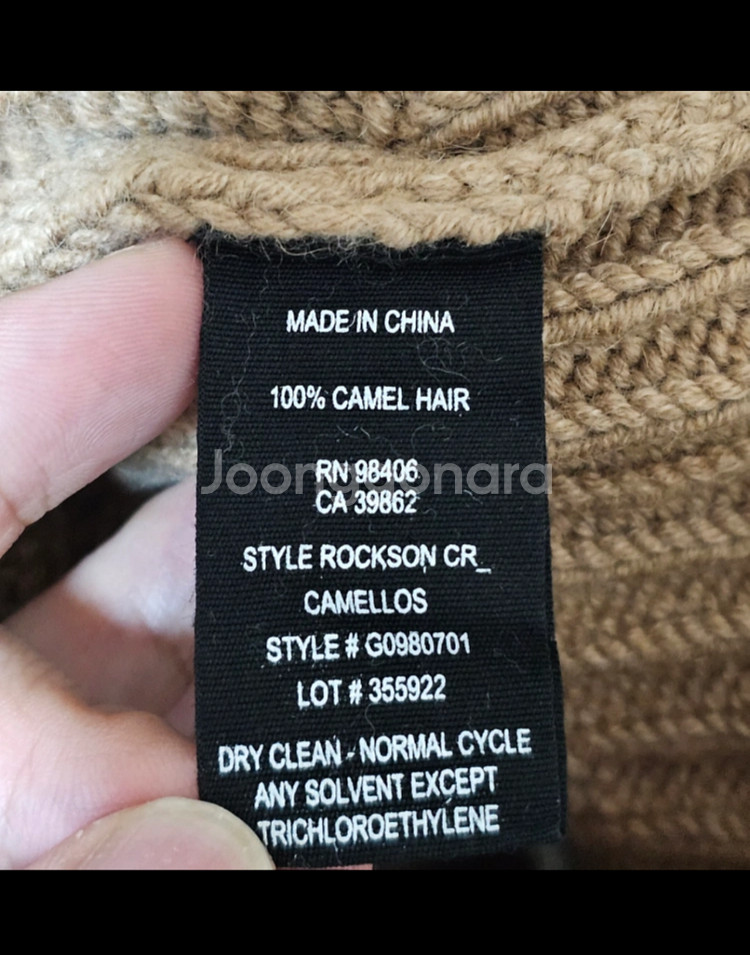 MADE IN CHINA
100% CAMEL HAIR
RN 98406
Joonggonara
CA 39862
STYLE ROCKSON CR_
CAMELLOS
STYLE # G0980701
LOT # 355922
DRY CLEAN - NORMAL CYCLE
ANY SOLVENT EXCEPT
TRICHLOROETHYLENE